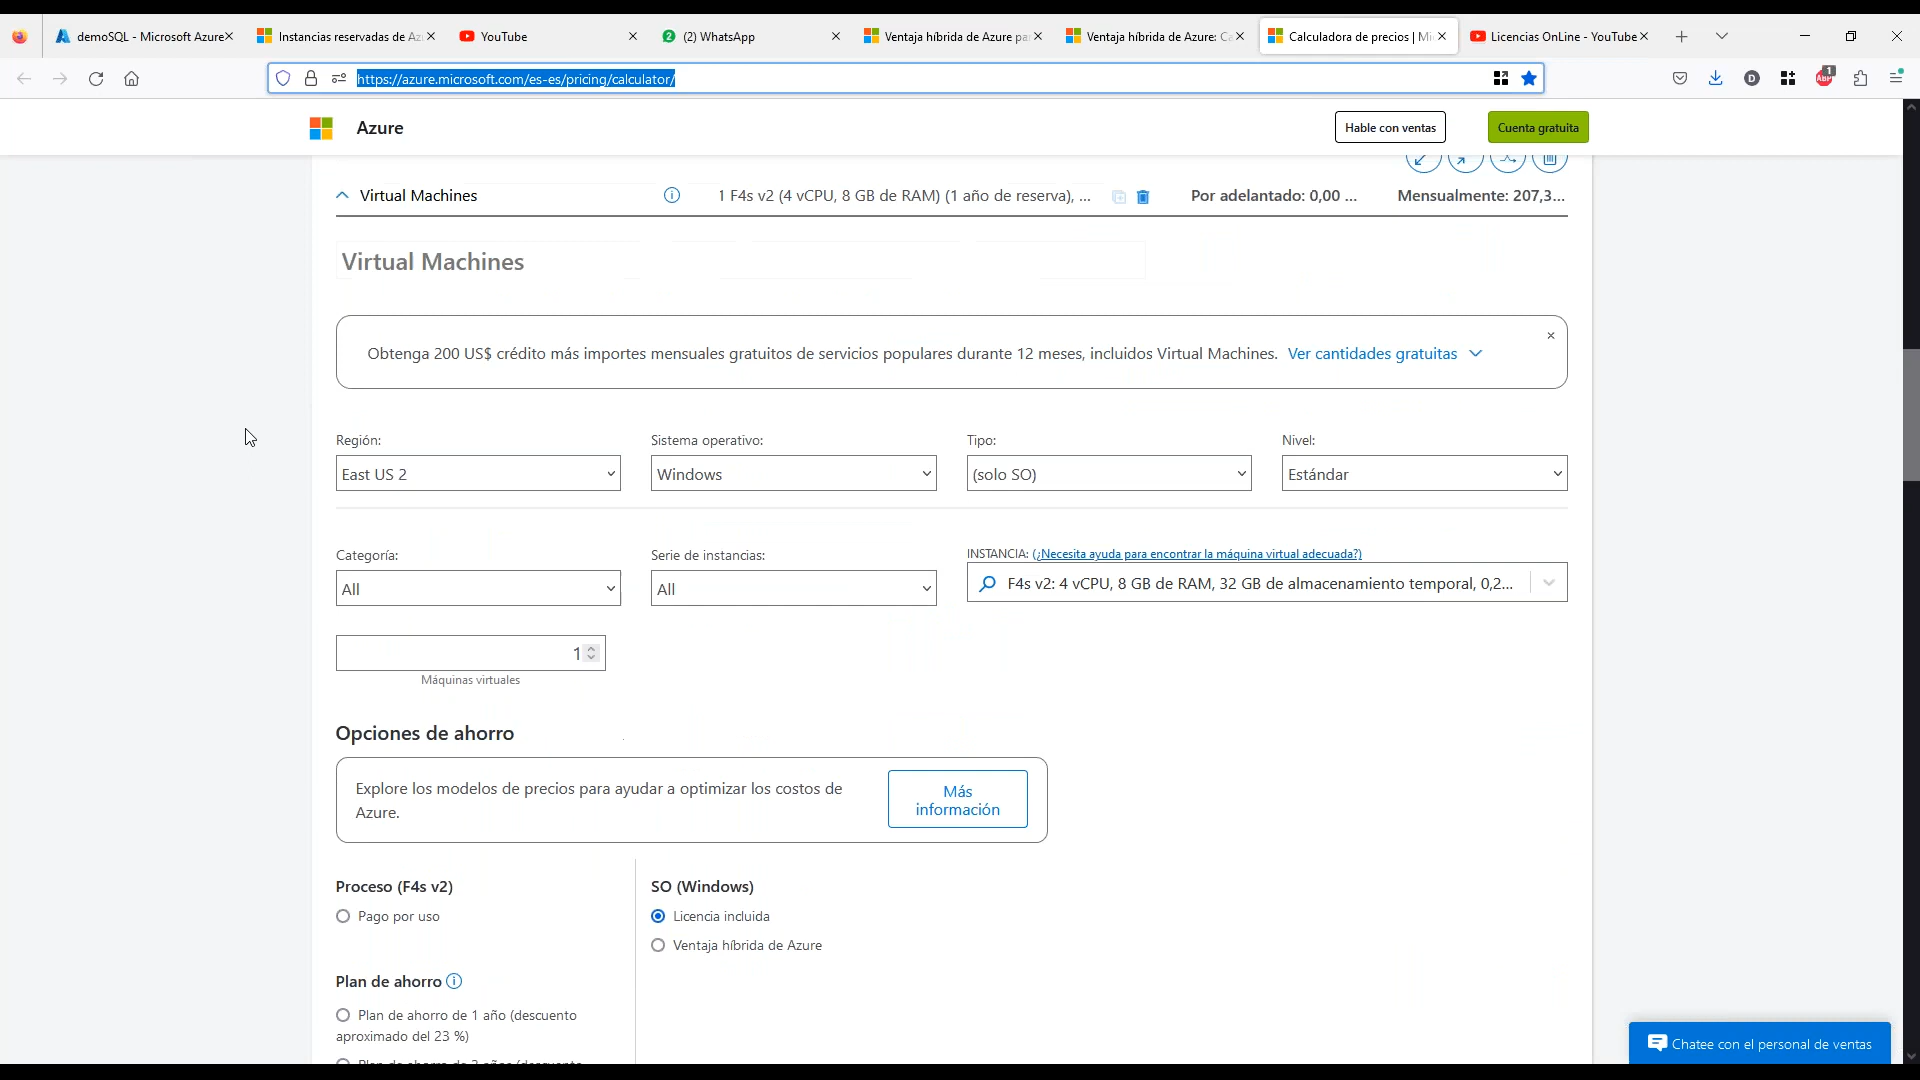 demoSQL - Microsoft Azure
Instancias reservadas de Az
YouTube
(2) WhatsApp
Ventaja híbrida de Azure pa
Ventaja híbrida de Azure: Ca
Calculadora de precios | Mi
Licencias OnLine - YouTube
https://azure.microsoft.com/es-es/pricing/calculator/
Azure
Hable con ventas
Cuenta gratuita
Virtual Machines
1 F4s v2 (4 vCPU, 8 GB de RAM) (1 año de reserva), ...
Por adelantado: 0,00 ...
Mensualmente: 207,3...
Virtual Machines
Obtenga 200 US$ crédito más importes mensuales gratuitos de servicios populares durante 12 meses, incluidos Virtual Machines. Ver cantidades gratuitas
Región:
Sistema operativo:
Tipo:
Nivel:
East US 2
Windows
(solo SO)
Estándar
Categoría:
Serie de instancias:
INSTANCIA: (¿Necesita ayuda para encontrar la máquina virtual adecuada?)
All
All
F4s v2: 4 vCPU, 8 GB de RAM, 32 GB de almacenamiento temporal, 0,2...
1
Máquinas virtuales
Opciones de ahorro
Explore los modelos de precios para ayudar a optimizar los costos de
Azure.
Más
información
Proceso (F4s v2)
SO (Windows)
Pago por uso
Licencia incluida
Ventaja híbrida de Azure
Plan de ahorro
Plan de ahorro de 1 año (descuento
aproximado del 23 %)
Chatee con el personal de ventas